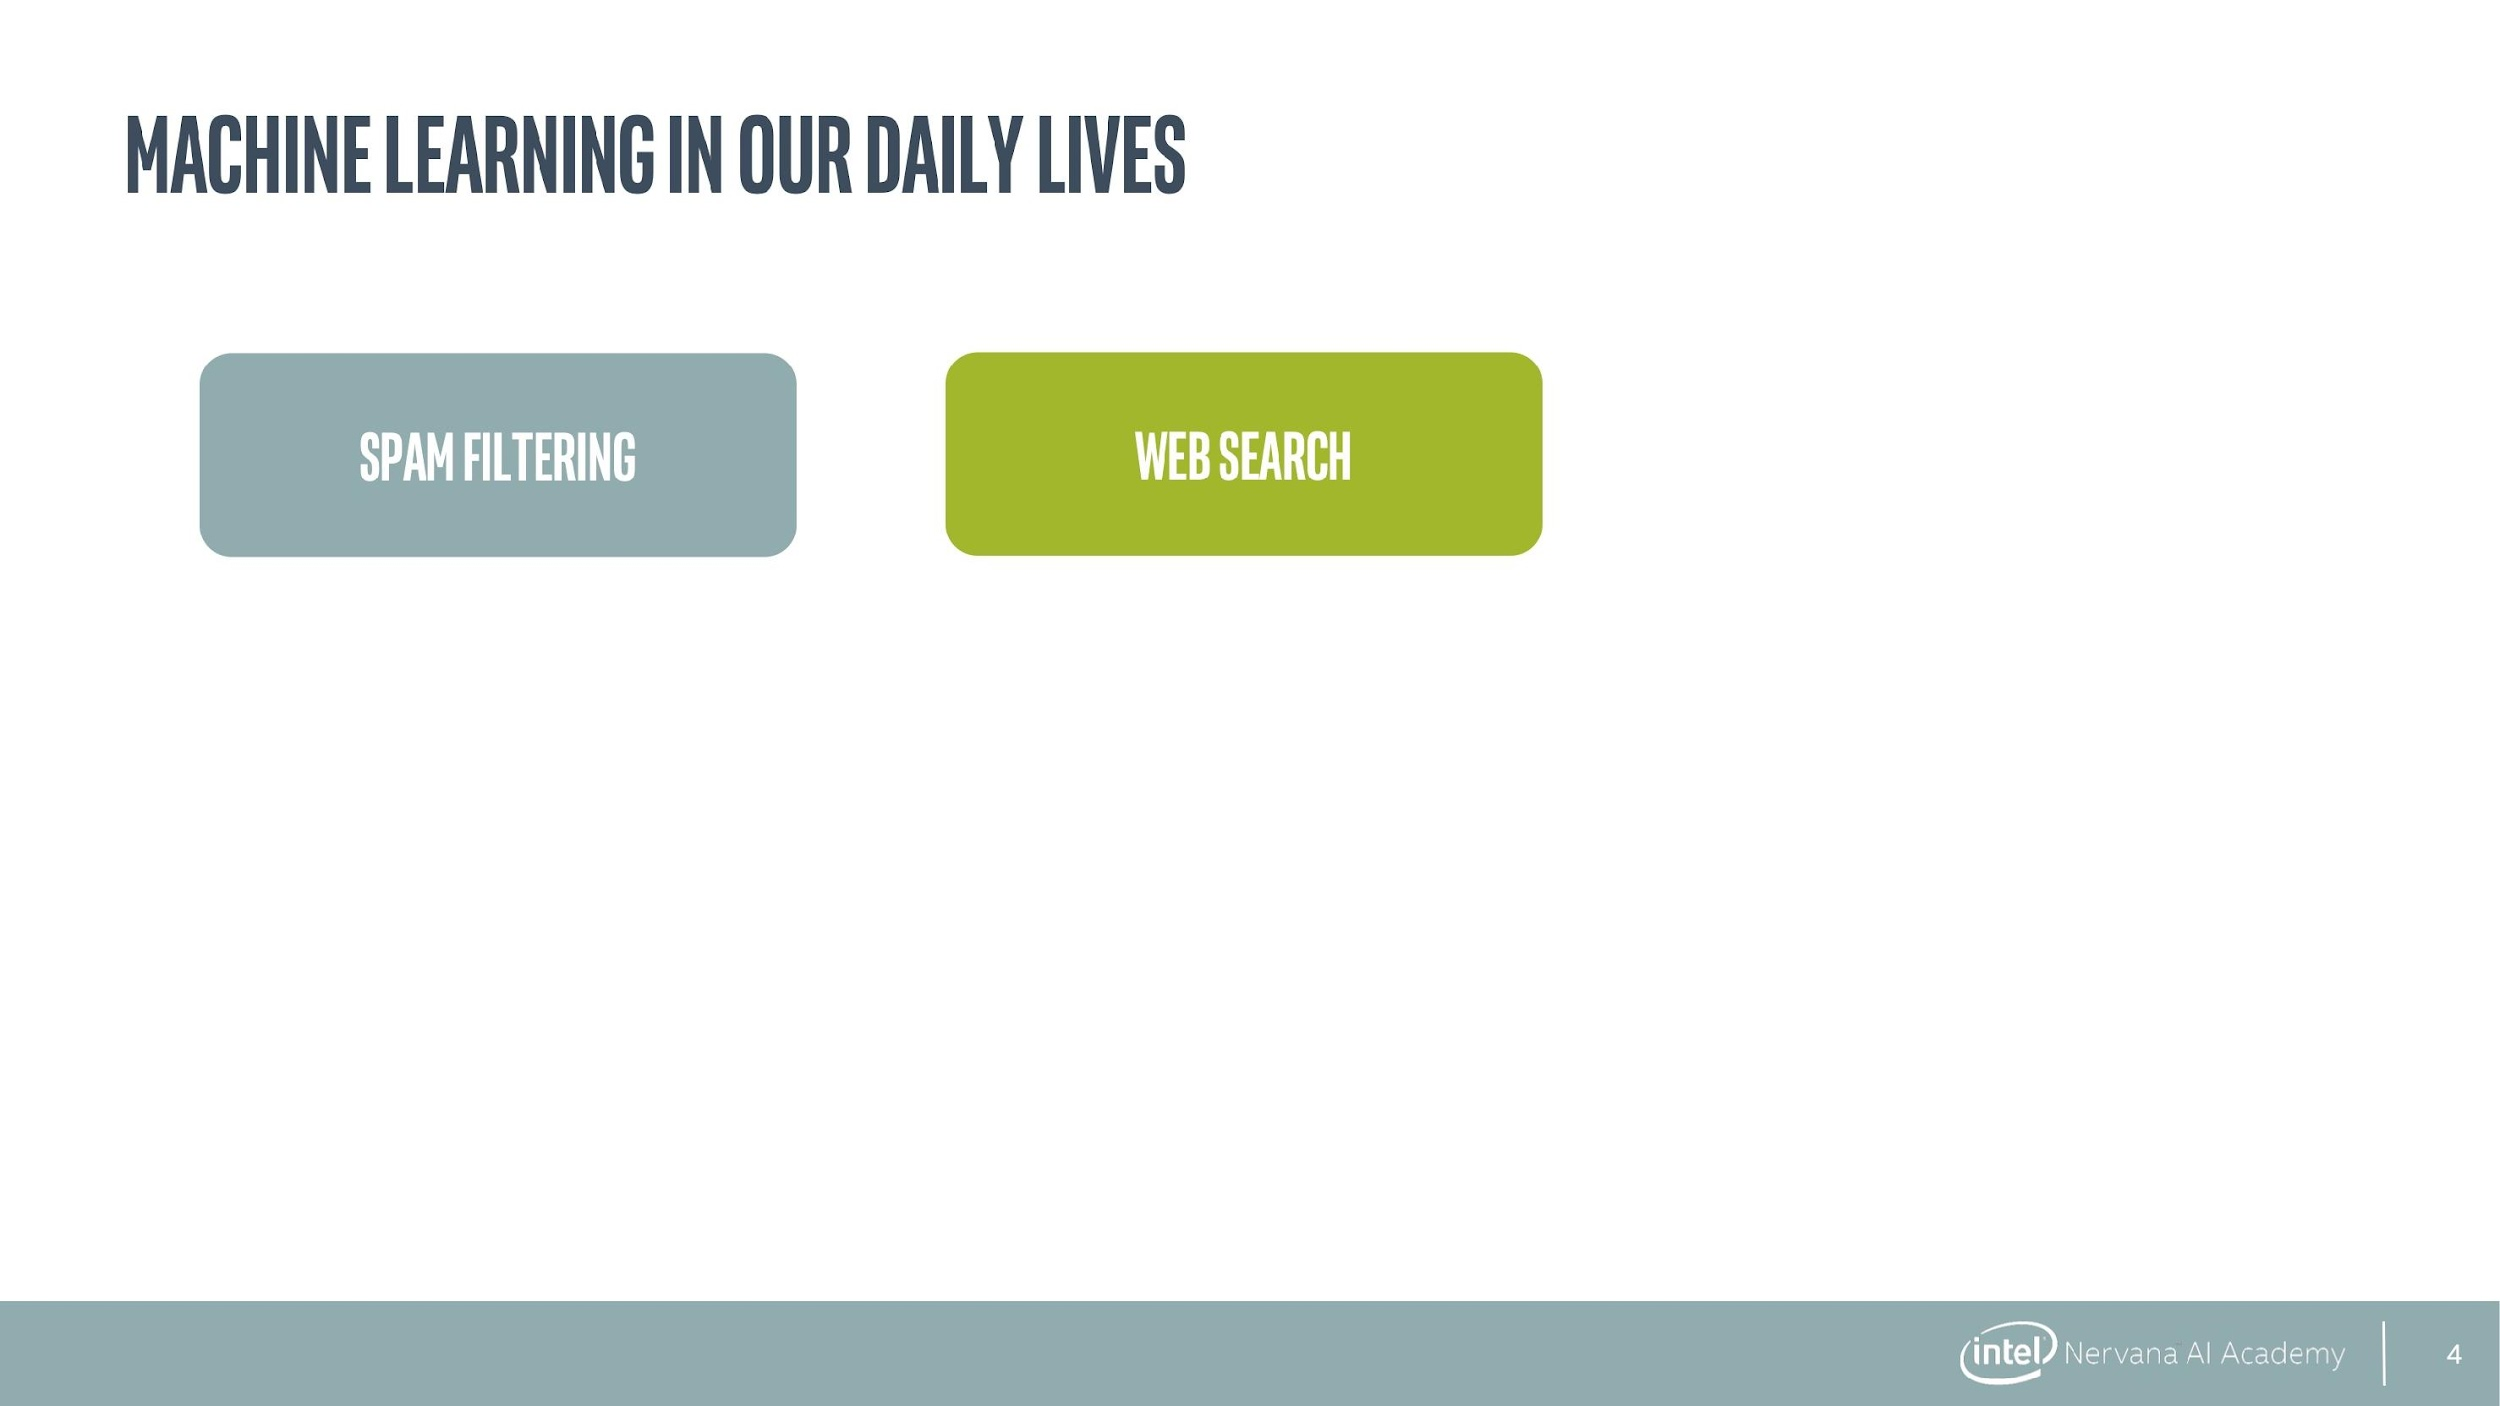 MACHINE LEARNING IN OUR DAILY LIVES
SPAM FILTERING
WEB SEARCH
intel Nervana AI Academy
4